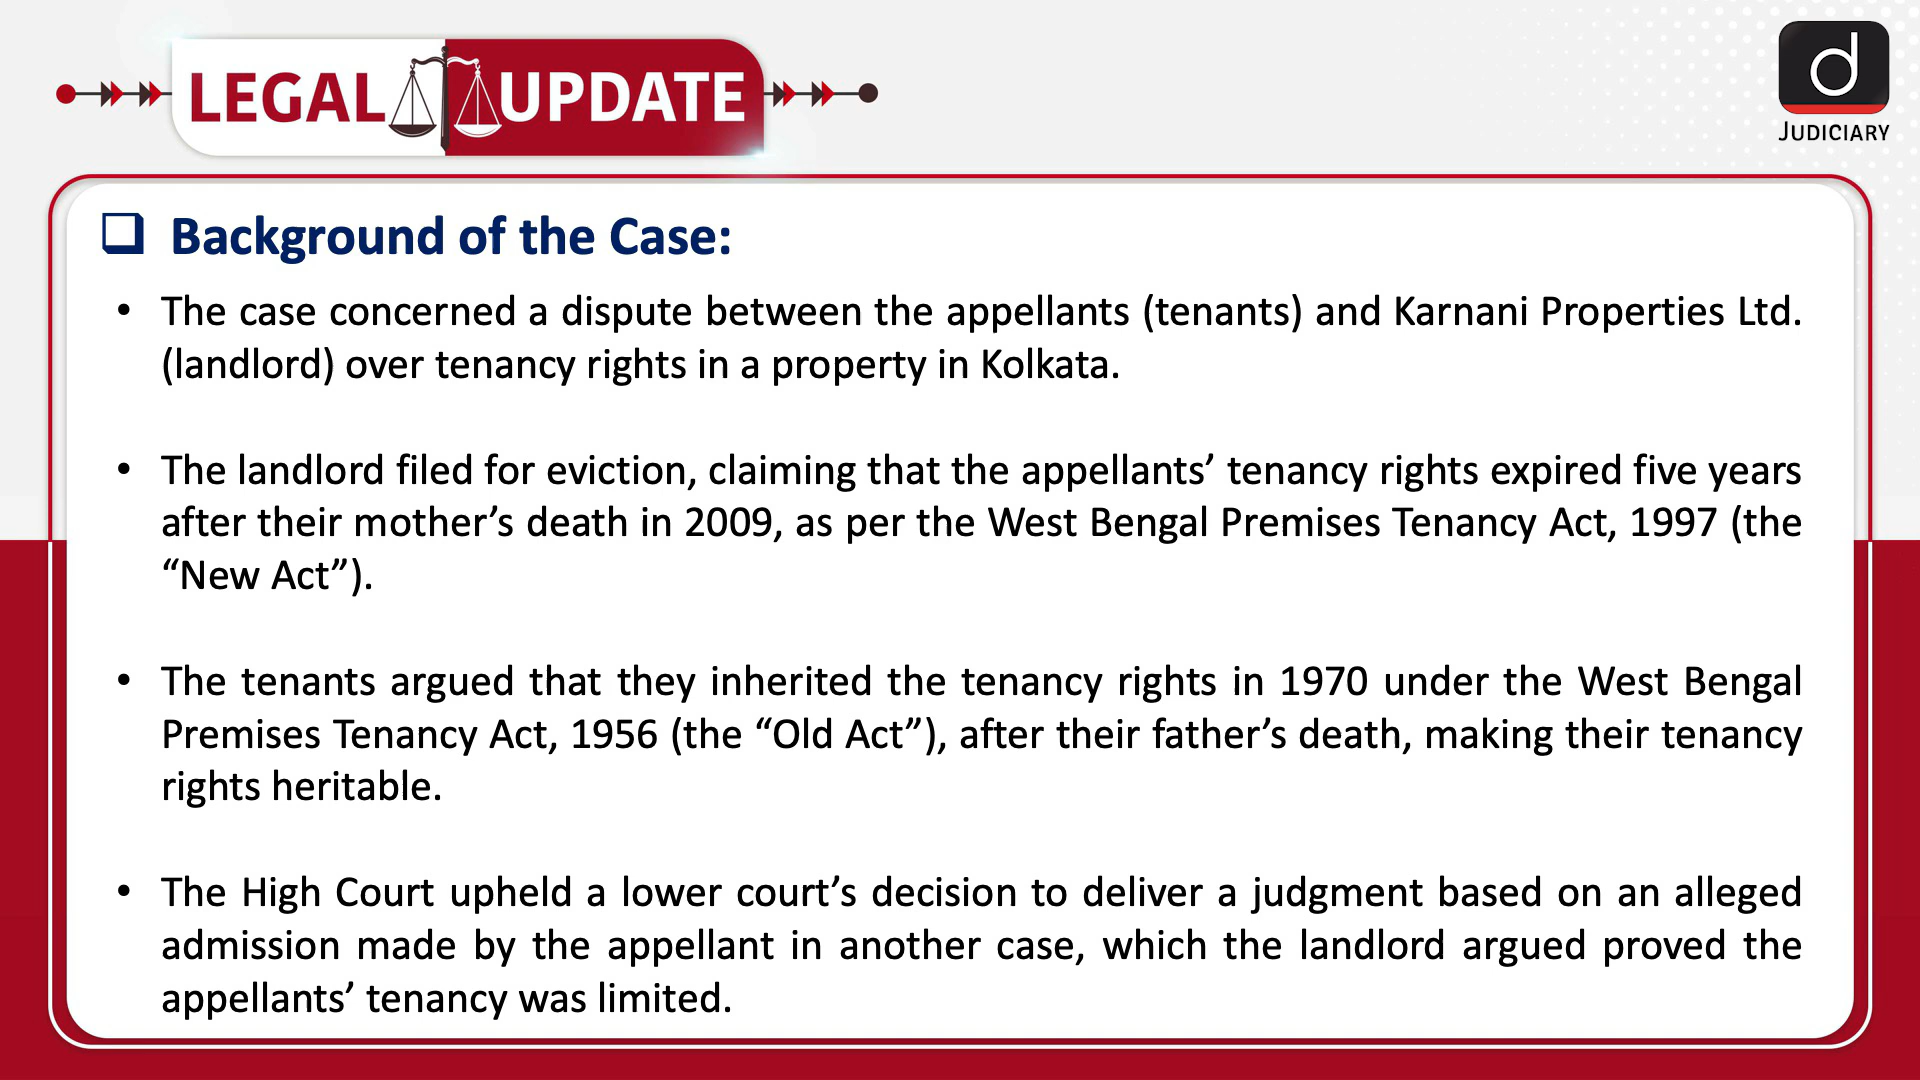 LEGAL UPDATE
d
JUDICIARY
❑ Background of the Case:
• The case concerned a dispute between the appellants (tenants) and Karnani Properties Ltd.
(landlord) over tenancy rights in a property in Kolkata.
• The landlord filed for eviction, claiming that the appellants’ tenancy rights expired five years
after their mother’s death in 2009, as per the West Bengal Premises Tenancy Act, 1997 (the
“New Act”).
• The tenants argued that they inherited the tenancy rights in 1970 under the West Bengal
Premises Tenancy Act, 1956 (the “Old Act”), after their father’s death, making their tenancy
rights heritable.
• The High Court upheld a lower court’s decision to deliver a judgment based on an alleged
admission made by the appellant in another case, which the landlord argued proved the
appellants’ tenancy was limited.